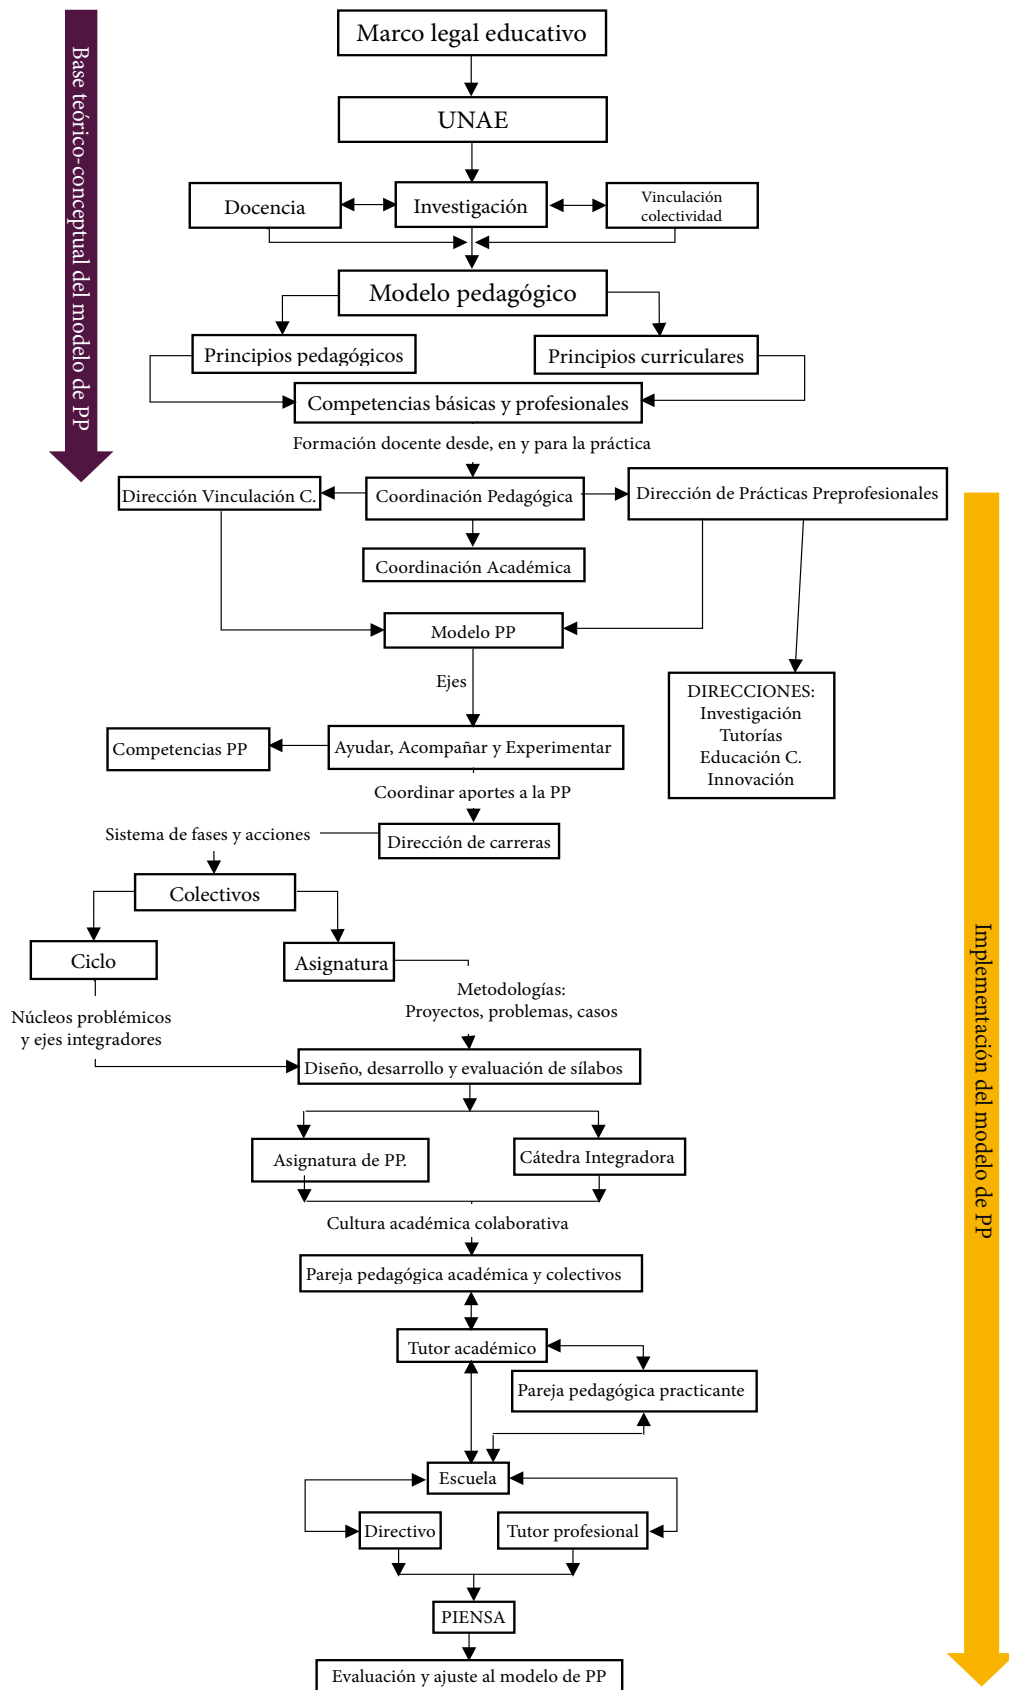 Base teórico-conceptual del modelo de PP
Marco legal educativo
UNAE
Docencia
Investigación
Vinculación
colectividad
Modelo pedagógico
Principios pedagógicos
Principios curriculares
Competencias básicas y profesionales
Formación docente desde, en y para la práctica
Dirección Vinculación C.
Coordinación Pedagógica
Dirección de Prácticas Preprofesionales
Coordinación Académica
Modelo PP
Ejes
DIRECCIONES:
Investigación
Tutorías
Educación C.
Innovación
Competencias PP
Ayudar, Acompañar y Experimentar
Coordinar aportes a la PP
Sistema de fases y acciones
Dirección de carreras
Colectivos
Ciclo
Asignatura
Metodologías:
Proyectos, problemas, casos
Núcleos problémicos
y ejes integradores
Diseño, desarrollo y evaluación de sílabos
Asignatura de PP.
Cátedra Integradora
Cultura académica colaborativa
Pareja pedagógica académica y colectivos
Tutor académico
Pareja pedagógica practicante
Escuela
Directivo
Tutor profesional
PIENSA
Evaluación y ajuste al modelo de PP
Implementación del modelo de PP